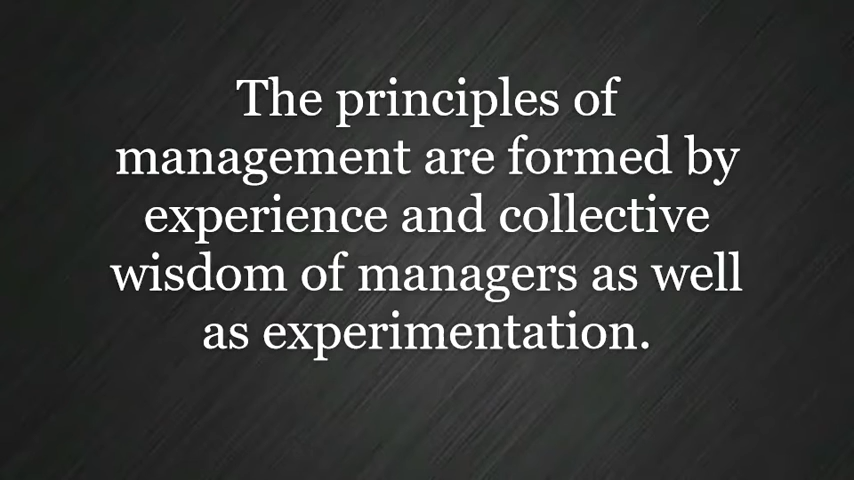 The principles of
management are formed by
experience and collective
wisdom of managers as well
as experimentation.